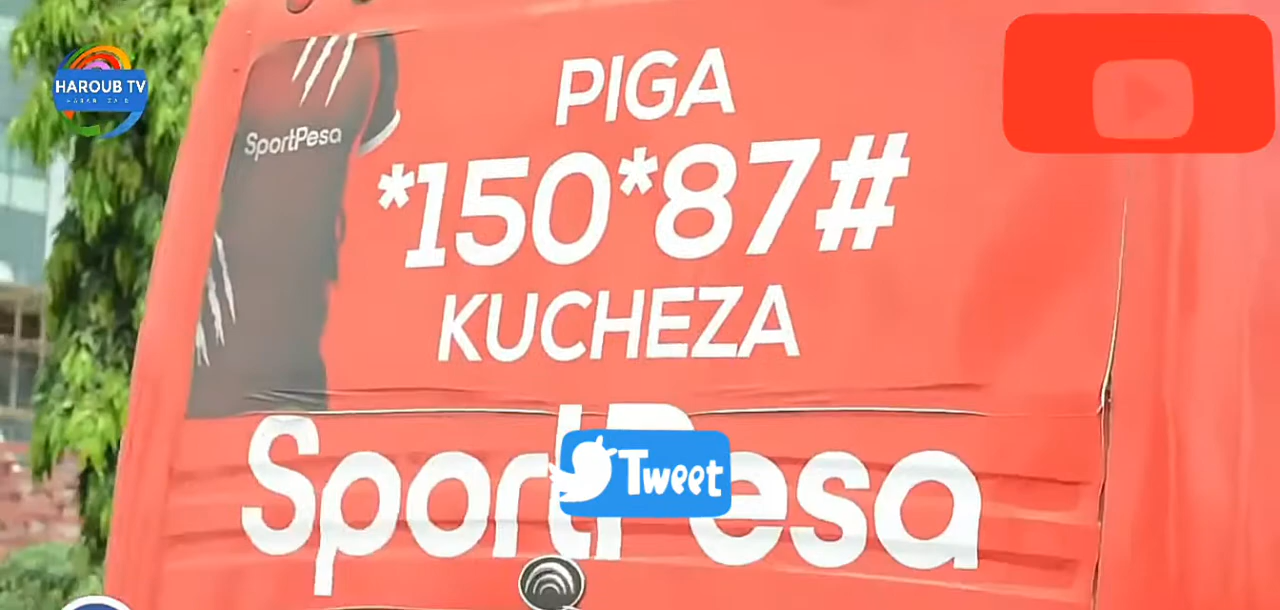 HAROUB TV
SportPesa
PIGA
*150*87#
KUCHEZA
SportPesa
Tweet